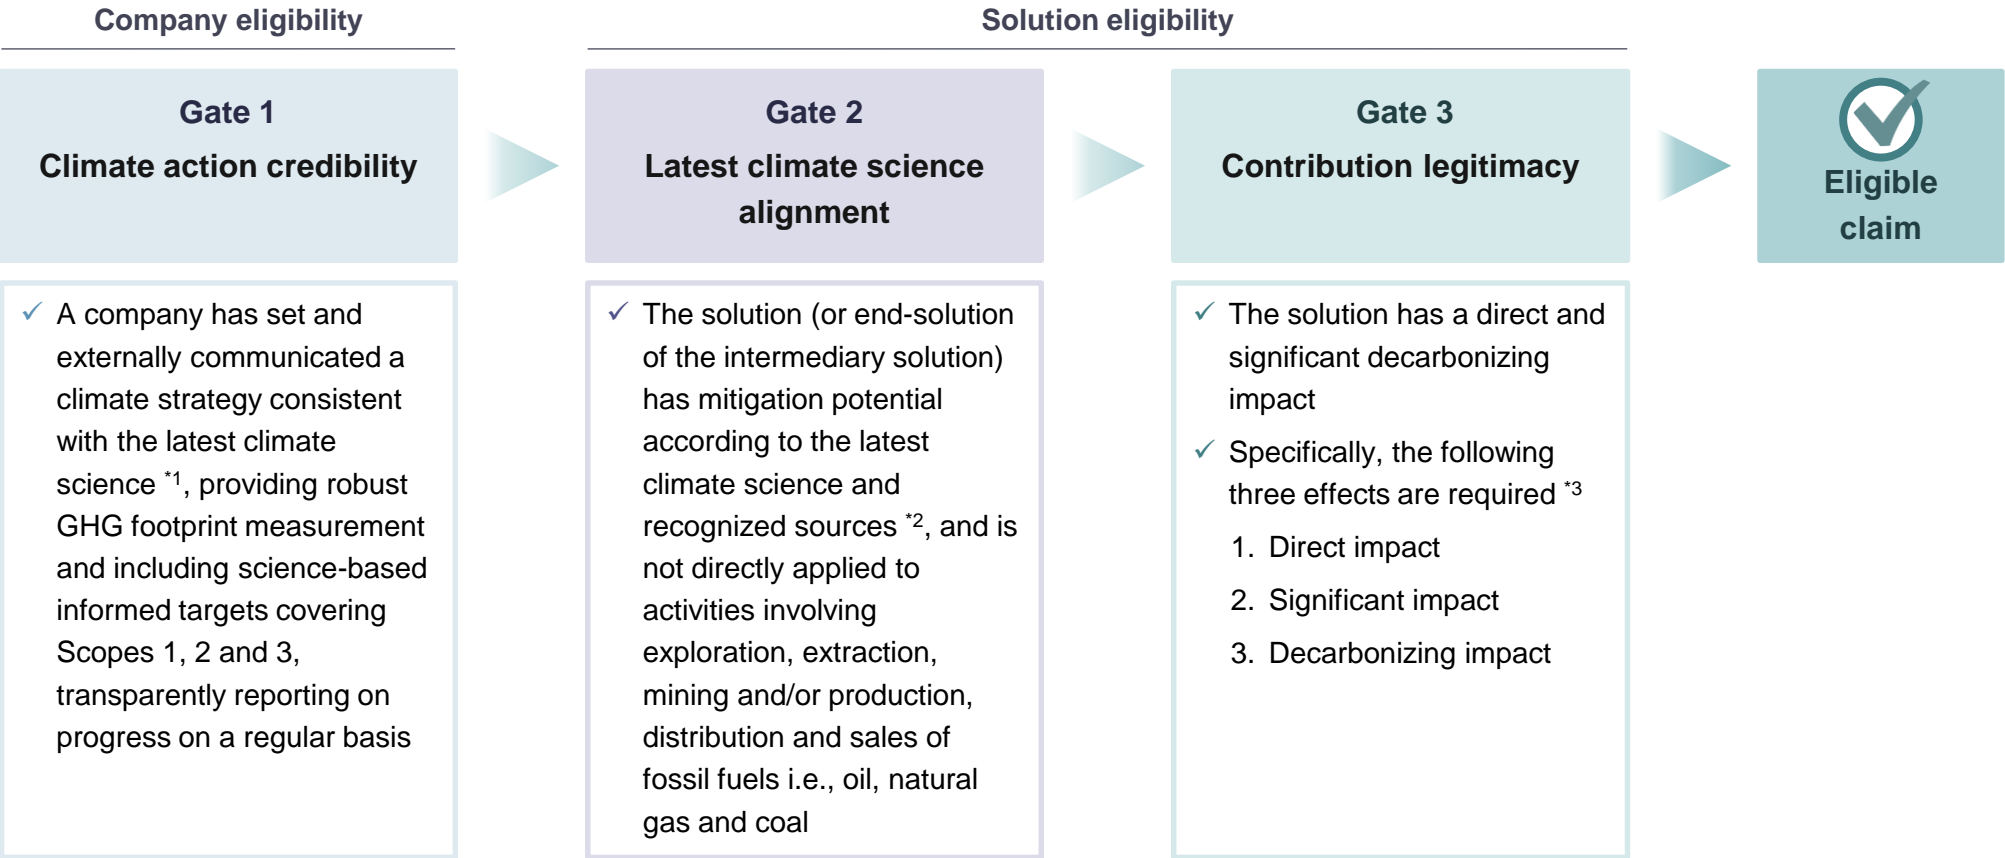 Company eligibility
Solution eligibility
Gate 1
Climate action credibility
Gate 2
Latest climate science
alignment
Gate 3
Contribution legitimacy
Eligible
claim
✓ A company has set and
externally communicated a
climate strategy consistent
with the latest climate
science *1, providing robust
GHG footprint measurement
and including science-based
informed targets covering
Scopes 1, 2 and 3,
transparently reporting on
progress on a regular basis
✓ The solution (or end-solution
of the intermediary solution)
has mitigation potential
according to the latest
climate science and
recognized sources *2, and is
not directly applied to
activities involving
exploration, extraction,
mining and/or production,
distribution and sales of
fossil fuels i.e., oil, natural
gas and coal
✓ The solution has a direct and
significant decarbonizing
impact
✓ Specifically, the following
three effects are required *3
1. Direct impact
2. Significant impact
3. Decarbonizing impact